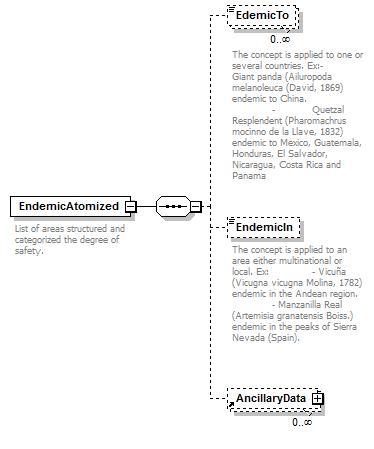 EdemicTo
0..∞
The concept is applied to one or
several countries. Ex:-
Giant panda (Ailuropoda
melanoleuca (David, 1869)
endemic to China.
- Quetzal
Resplendent (Pharomachrus
mocinno de la Llave, 1832)
endemic to Mexico, Guatemala,
Honduras, El Salvador,
Nicaragua, Costa Rica and
Panama
EndemicAtomized
List of areas structured and
categorized the degree of
safety.
EndemicIn
The concept is applied to an
area either multinational or
local. Ex: - Vicuña
(Vicugna vicugna Molina, 1782)
endemic in the Andean region.
- Manzanilla Real
(Artemisia granatensis Boiss.)
endemic in the peaks of Sierra
Nevada (Spain).
AncillaryData
0..∞